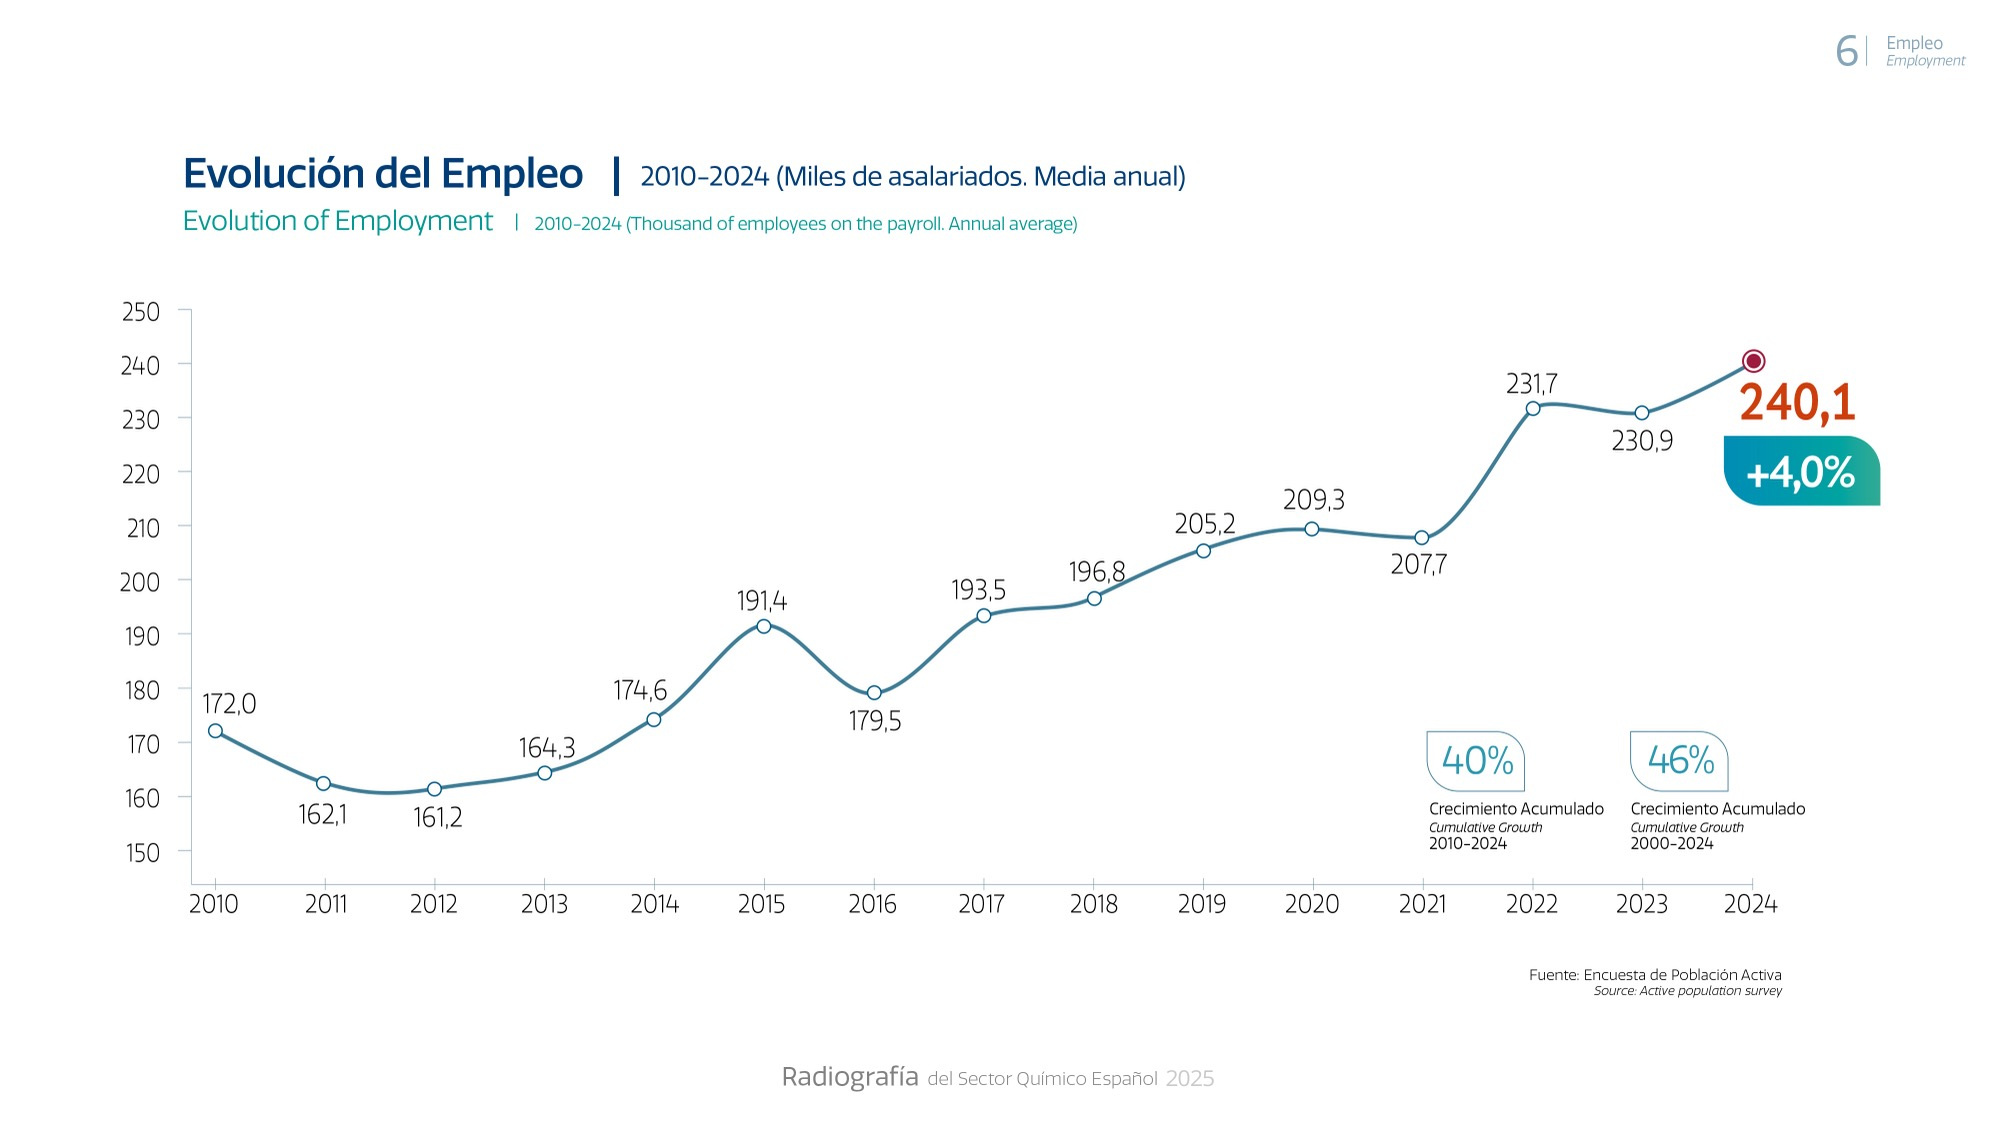 6 | Empleo
Employment
Evolución del Empleo | 2010-2024 (Miles de asalariados. Media anual)
Evolution of Employment | 2010-2024 (Thousand of employees on the payroll. Annual average)
250
240
230
220
210
200
190
180
170
160
150
172,0
162,1
161,2
164,3
174,6
191,4
179,5
193,5
196,8
205,2
209,3
207,7
231,7
230,9
240,1
+4,0%
40%
Crecimiento Acumulado
Cumulative Growth
2010-2024
46%
Crecimiento Acumulado
Cumulative Growth
2000-2024
2010 2011 2012 2013 2014 2015 2016 2017 2018 2019 2020 2021 2022 2023 2024
Fuente: Encuesta de Población Activa
Source: Active population survey
Radiografía del Sector Químico Español 2025